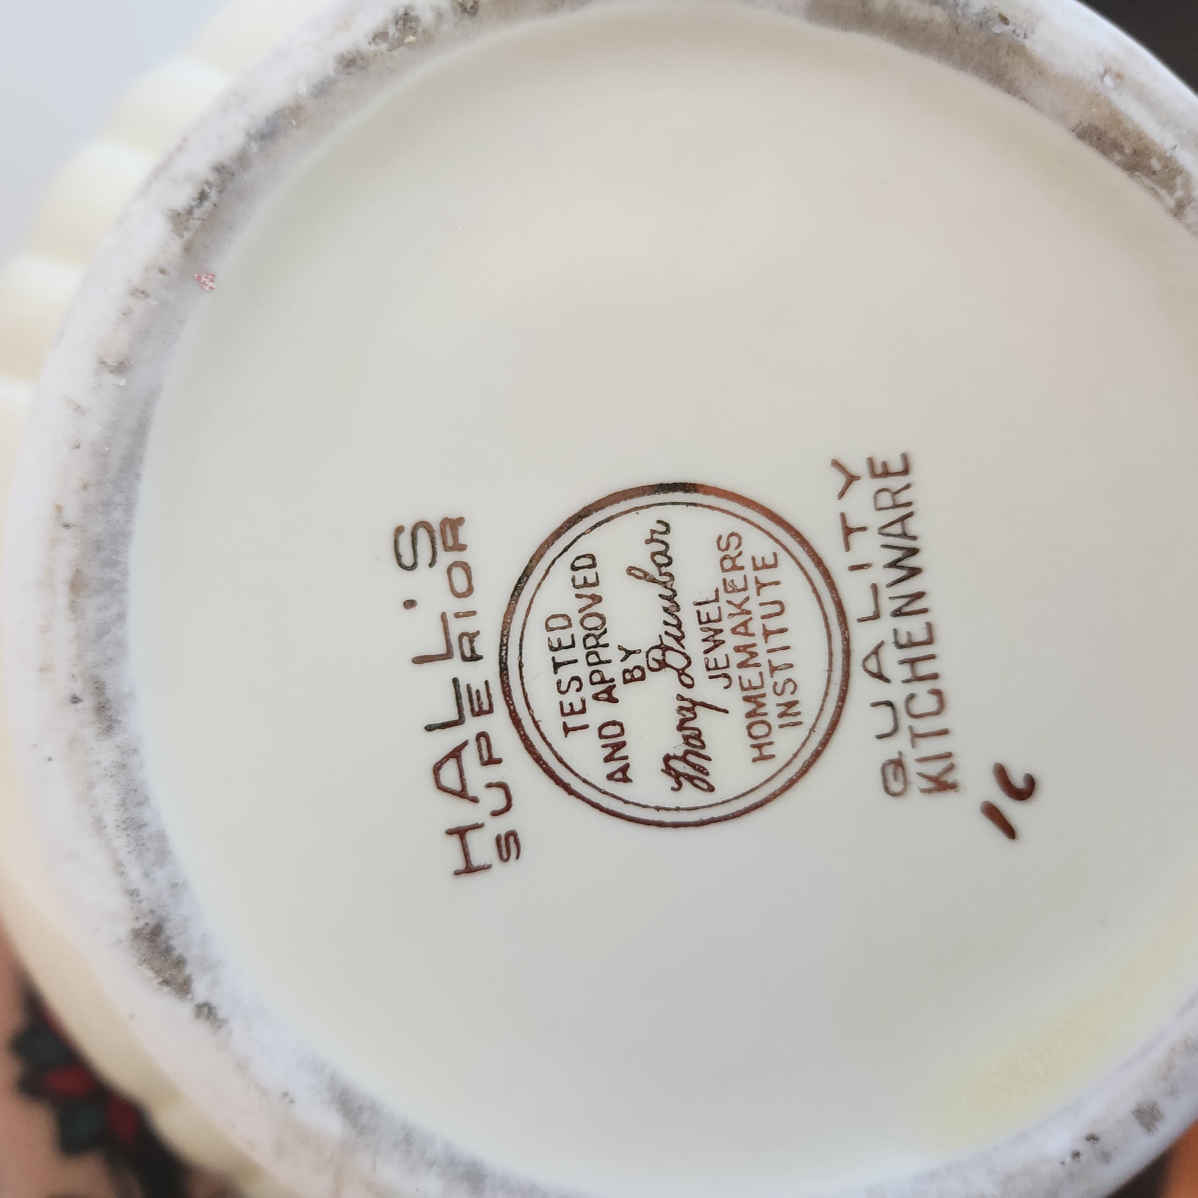 HALL'S
SUPERIOR
TESTED
AND APPROVED
BY
Mary Dunbar
JEWEL
HOMEMAKERS
INSTITUTE
QUALITY
KITCHENWARE